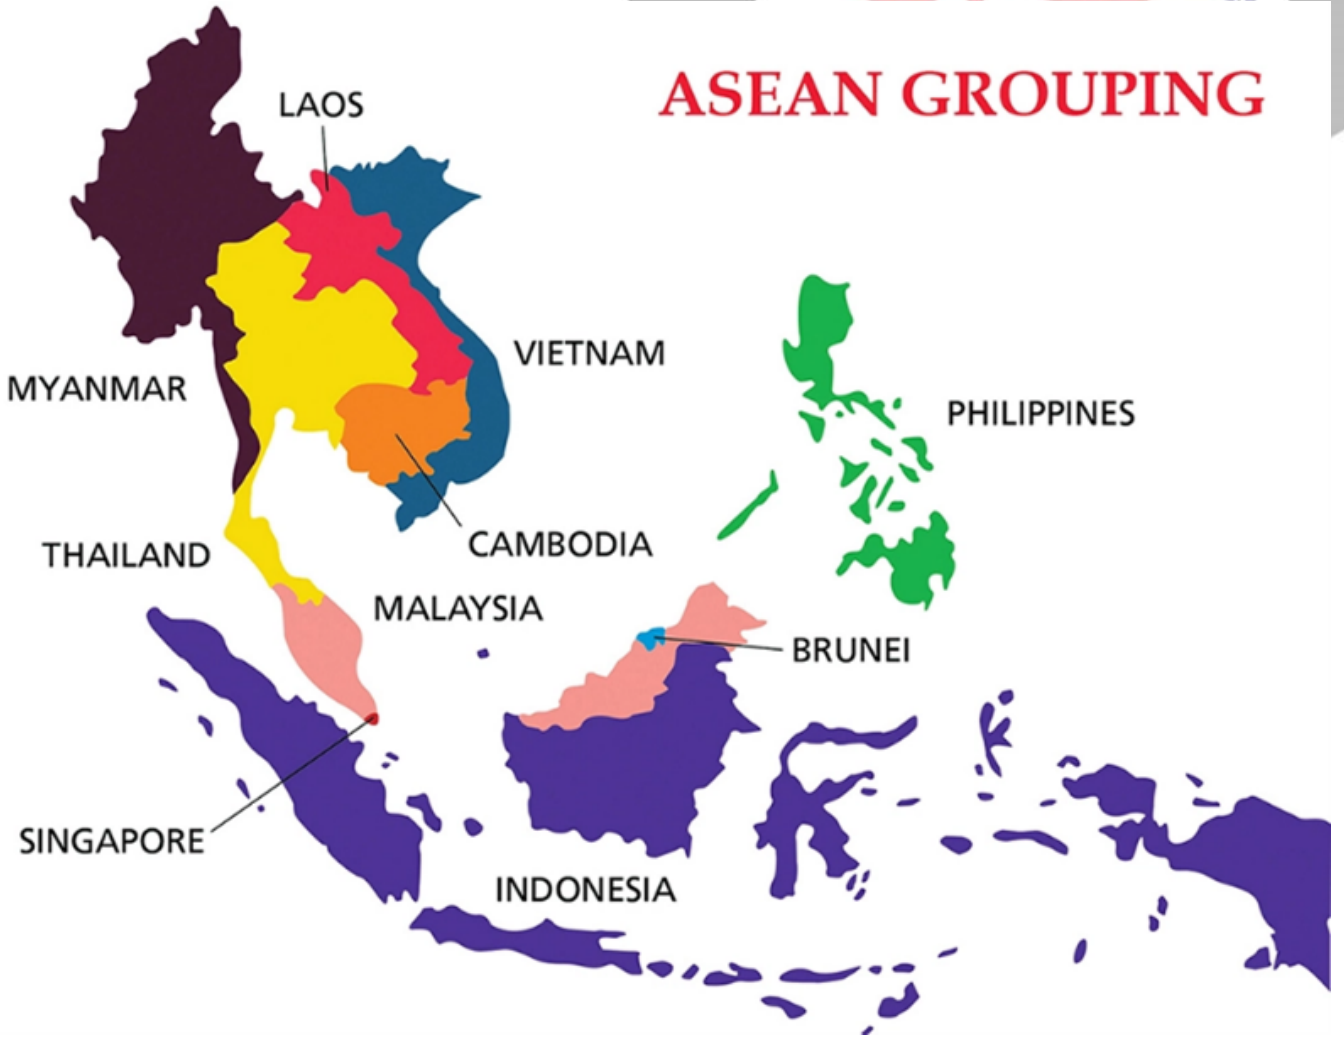 ASEAN GROUPING
LAOS
VIETNAM
MYANMAR
PHILIPPINES
CAMBODIA
THAILAND
MALAYSIA
BRUNEI
SINGAPORE
INDONESIA